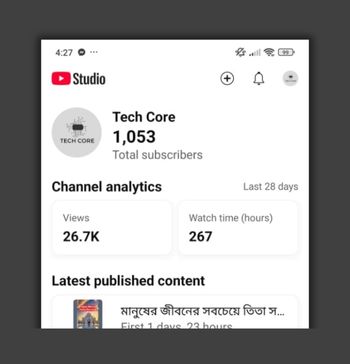 4:27 ...
99
Studio
TECH CORE
Tech Core
1,053
Total subscribers
Channel analytics
Last 28 days
Views
26.7K
Watch time (hours)
267
Latest published content
মানুষের জীবনের সবচেয়ে তিতা স...
First 1 days, 23 hours